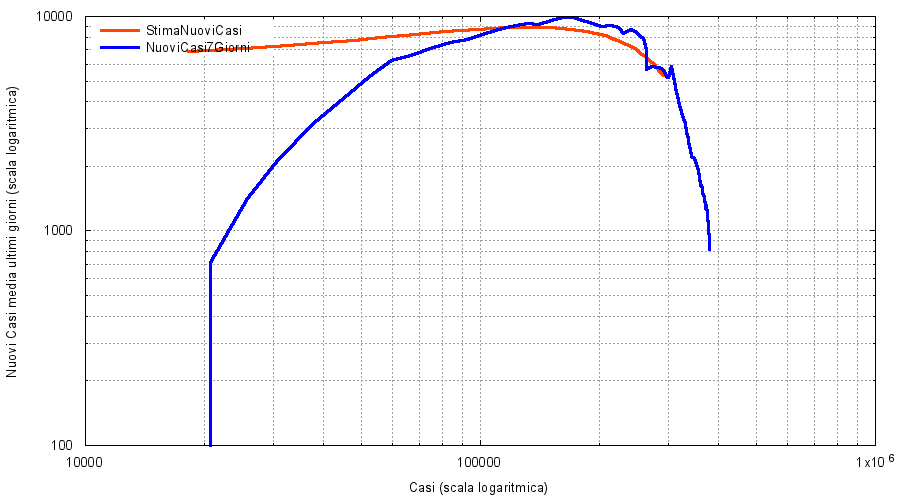 10000
StimaNuoviCasi
NuoviCasi7Giorni
1000
100
10000
100000
1x10 6
Nuovi Casi media ultimi giorni (scala logaritmica)
Casi (scala logaritmica)